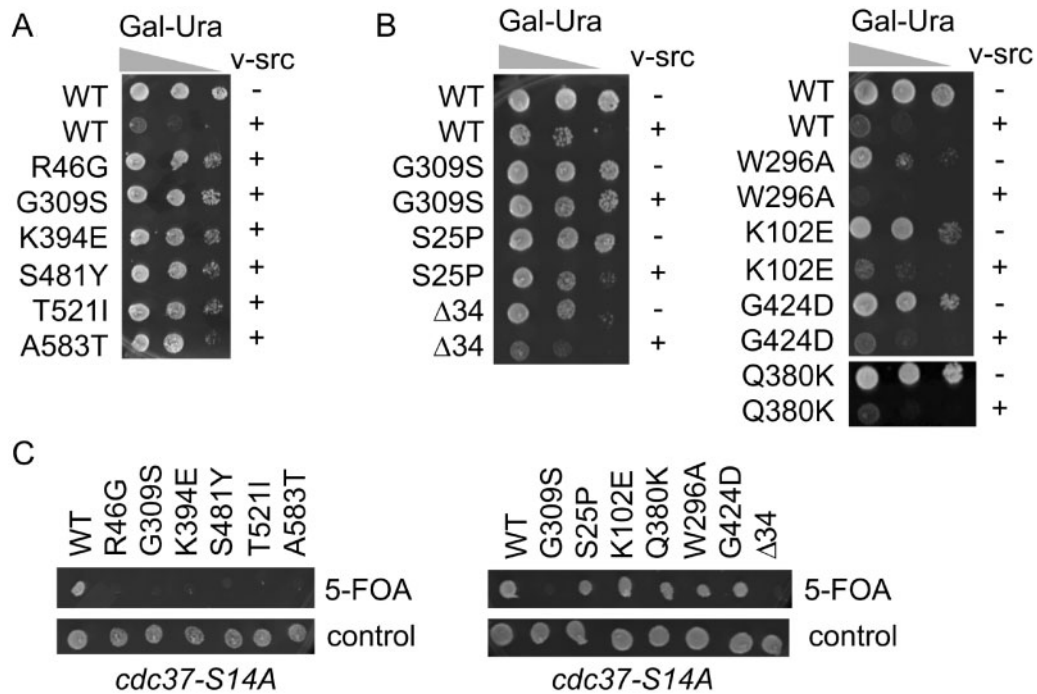 A
Gal-Ura
v-src
WT -
WT +
R46G +
G309S +
K394E +
S481Y +
T521I +
A583T +
B
Gal-Ura
v-src
WT -
WT +
G309S -
G309S +
S25P -
S25P +
Δ34 -
Δ34 +
Gal-Ura
v-src
WT -
WT +
W296A -
W296A +
K102E -
K102E +
G424D -
G424D +
Q380K -
Q380K +
C
WT R46G G309S K394E S481Y T521I A583T
5-FOA
control
cdc37-S14A
WT G309S S25P K102E Q380K W296A G424D Δ34
5-FOA
control
cdc37-S14A